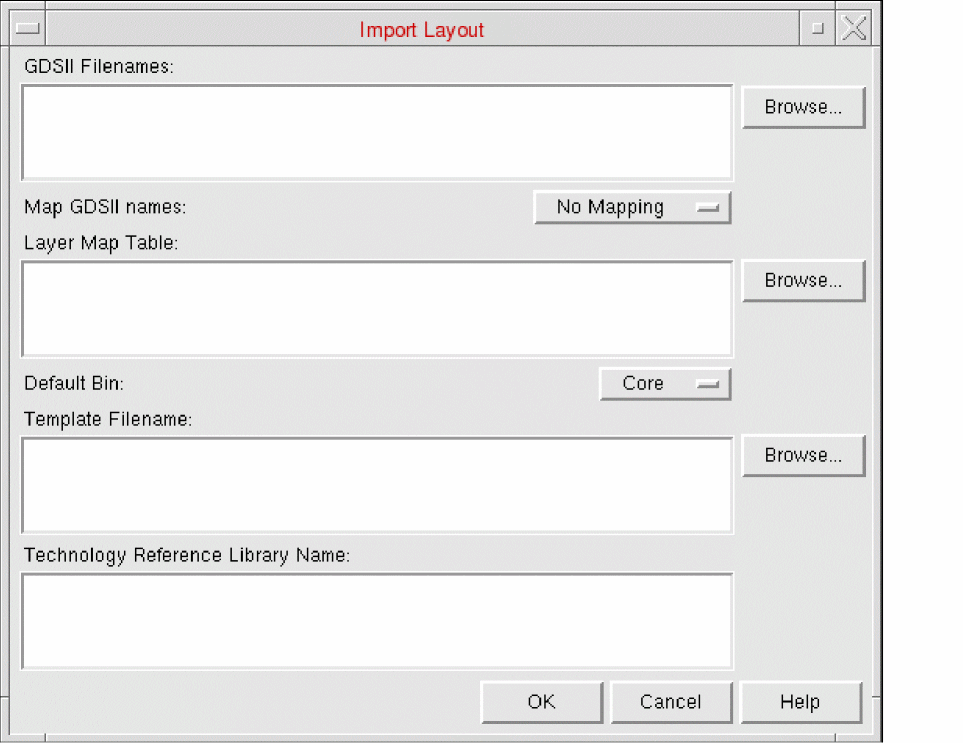 Import Layout
GDSII Filenames:
Browse...
Map GDSII names:
No Mapping
Layer Map Table:
Browse...
Default Bin:
Core
Template Filename:
Browse...
Technology Reference Library Name:
OK
Cancel
Help